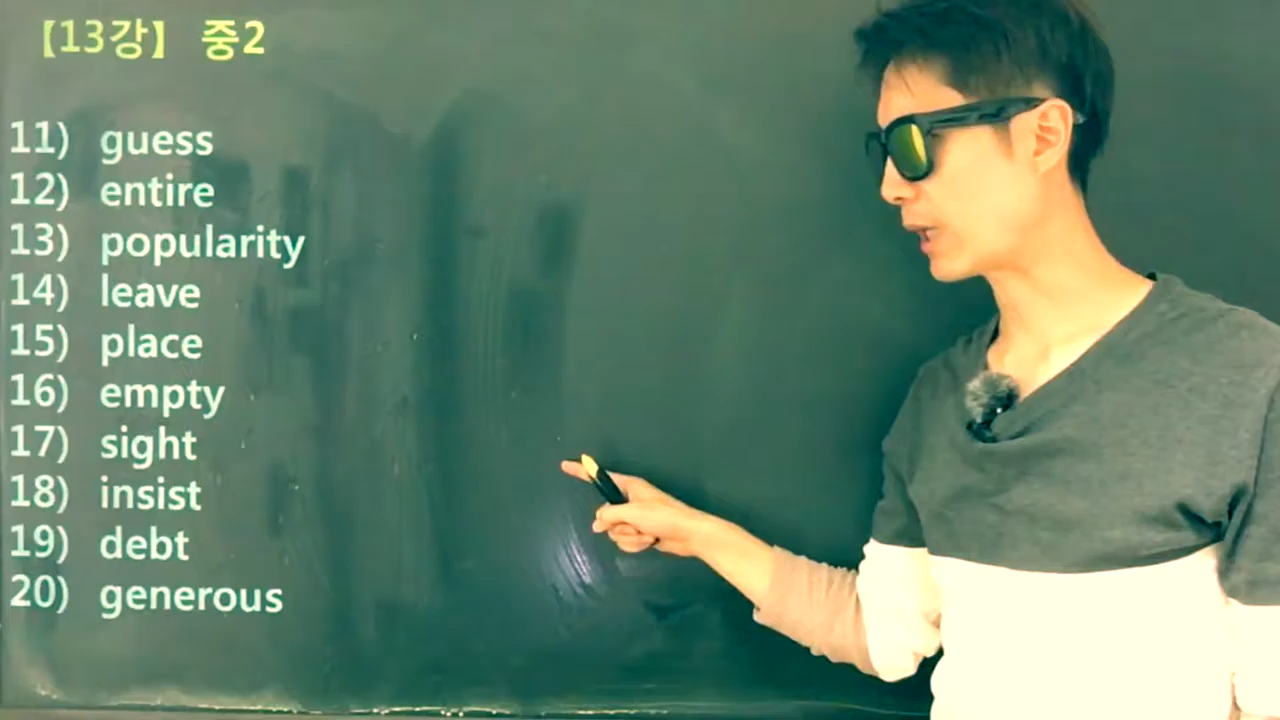 【13강】 중2
11) guess
12) entire
13) popularity
14) leave
15) place
16) empty
17) sight
18) insist
19) debt
20) generous